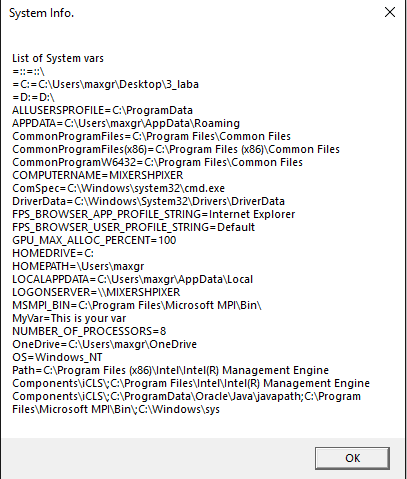 System Info.
List of System vars
=::=::\
=C:=C:\Users\maxgr\Desktop\3_laba
=D:=D:\
ALLUSERSPROFILE=C:\ProgramData
APPDATA=C:\Users\maxgr\AppData\Roaming
CommonProgramFiles=C:\Program Files\Common Files
CommonProgramFiles(x86)=C:\Program Files (x86)\Common Files
CommonProgramW6432=C:\Program Files\Common Files
COMPUTERNAME=MIXERSHPIXER
ComSpec=C:\Windows\system32\cmd.exe
DriverData=C:\Windows\System32\Drivers\DriverData
FPS_BROWSER_APP_PROFILE_STRING=Internet Explorer
FPS_BROWSER_USER_PROFILE_STRING=Default
GPU_MAX_ALLOC_PERCENT=100
HOMEDRIVE=C:
HOMEPATH=\Users\maxgr
LOCALAPPDATA=C:\Users\maxgr\AppData\Local
LOGONSERVER=\\MIXERSHPIXER
MSMPI_BIN=C:\Program Files\Microsoft MPI\Bin\
MyVar=This is your var
NUMBER_OF_PROCESSORS=8
OneDrive=C:\Users\maxgr\OneDrive
OS=Windows_NT
Path=C:\Program Files (x86)\Intel\Intel(R) Management Engine
Components\iCLS\;C:\Program Files\Intel\Intel(R) Management Engine
Components\iCLS\;C:\ProgramData\Oracle\Java\javapath;C:\Program
Files\Microsoft MPI\Bin\;C:\Windows\sys
OK